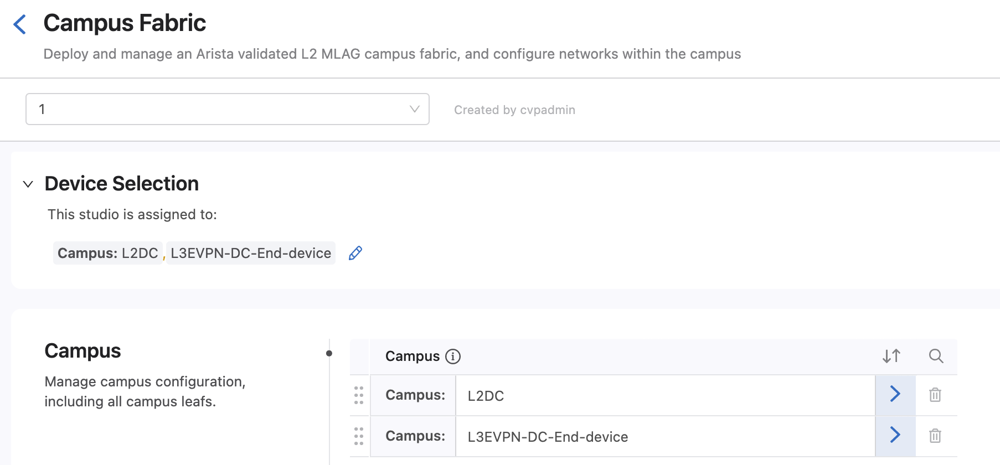 Campus Fabric
Deploy and manage an Arista validated L2 MLAG campus fabric, and configure networks within the campus
1
Created by cvpadmin
Device Selection
This studio is assigned to:
Campus: L2DC , L3EVPN-DC-End-device
Campus
Manage campus configuration,
including all campus leafs.
Campus
Campus: L2DC
Campus: L3EVPN-DC-End-device